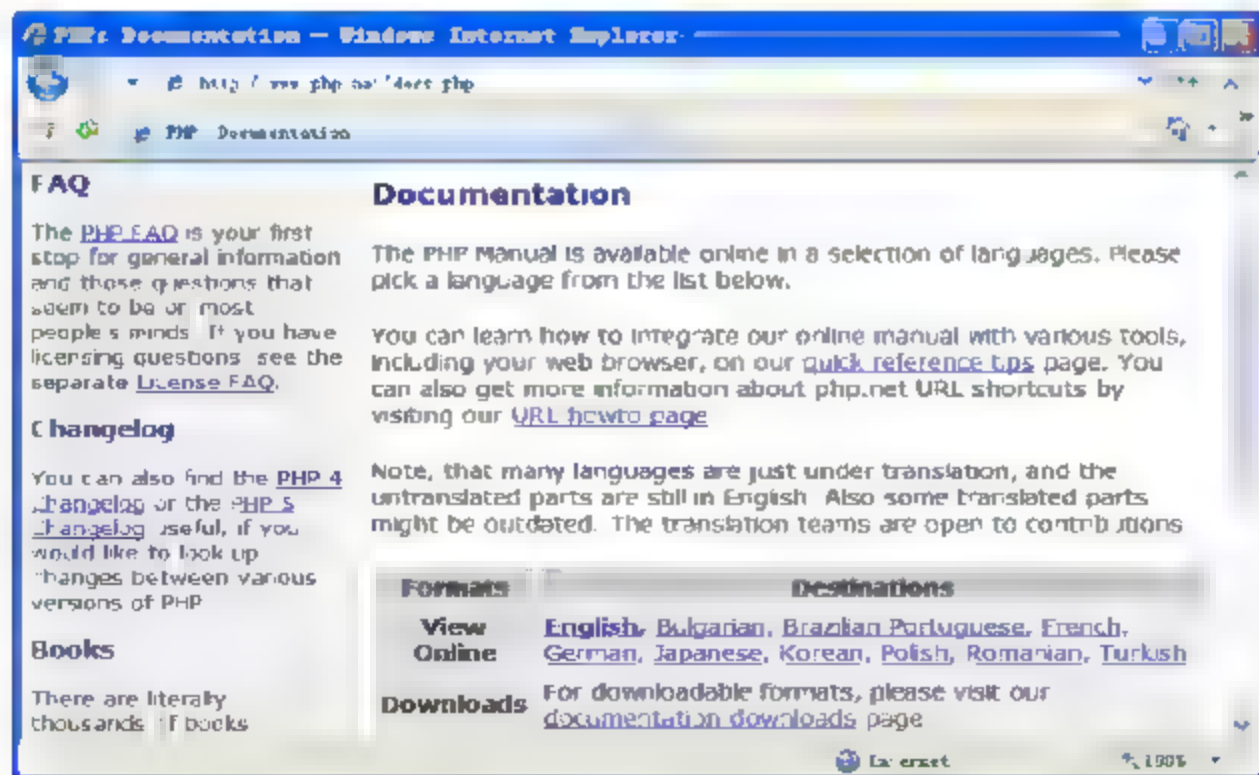 PHP: Documentation - Windows Internet Explorer
http://www.php.net/docs.php
PHP: Documentation
FAQ
The PHP FAQ is your first
stop for general information
and those questions that
seem to be on most
people's minds. If you have
licensing questions, see the
separate License FAQ.
Changelog
You can also find the PHP 4
Changelog or the PHP 5
Changelog useful, if you
would like to look up
changes between various
versions of PHP
Books
There are literally
thousands of books
Documentation
The PHP Manual is available online in a selection of languages. Please
pick a language from the list below.
You can learn how to integrate our online manual with various tools,
including your web browser, on our quick reference tips page. You
can also get more information about php.net URL shortcuts by
visiting our URL howto page
Note, that many languages are just under translation, and the
untranslated parts are still in English. Also some translated parts
might be outdated. The translation teams are open to contributions
Formats Destinations
View Online English, Bulgarian, Brazilian Portuguese, French,
German, Japanese, Korean, Polish, Romanian, Turkish
Downloads For downloadable formats, please visit our
documentation downloads page
Internet 100%